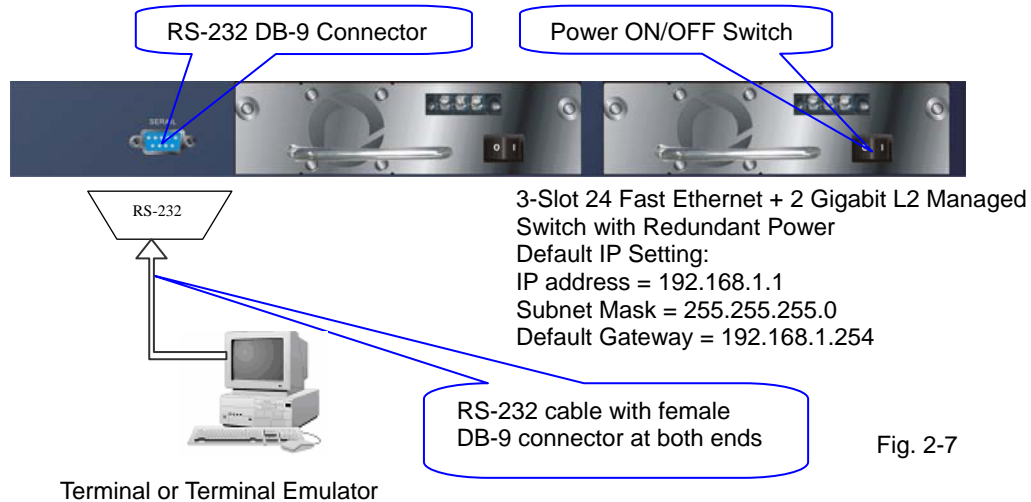 RS-232 DB-9 Connector
Power ON/OFF Switch
SERIAL
O I
O I
RS-232
3-Slot 24 Fast Ethernet + 2 Gigabit L2 Managed
Switch with Redundant Power
Default IP Setting:
IP address = 192.168.1.1
Subnet Mask = 255.255.255.0
Default Gateway = 192.168.1.254
RS-232 cable with female
DB-9 connector at both ends
Fig. 2-7
Terminal or Terminal Emulator